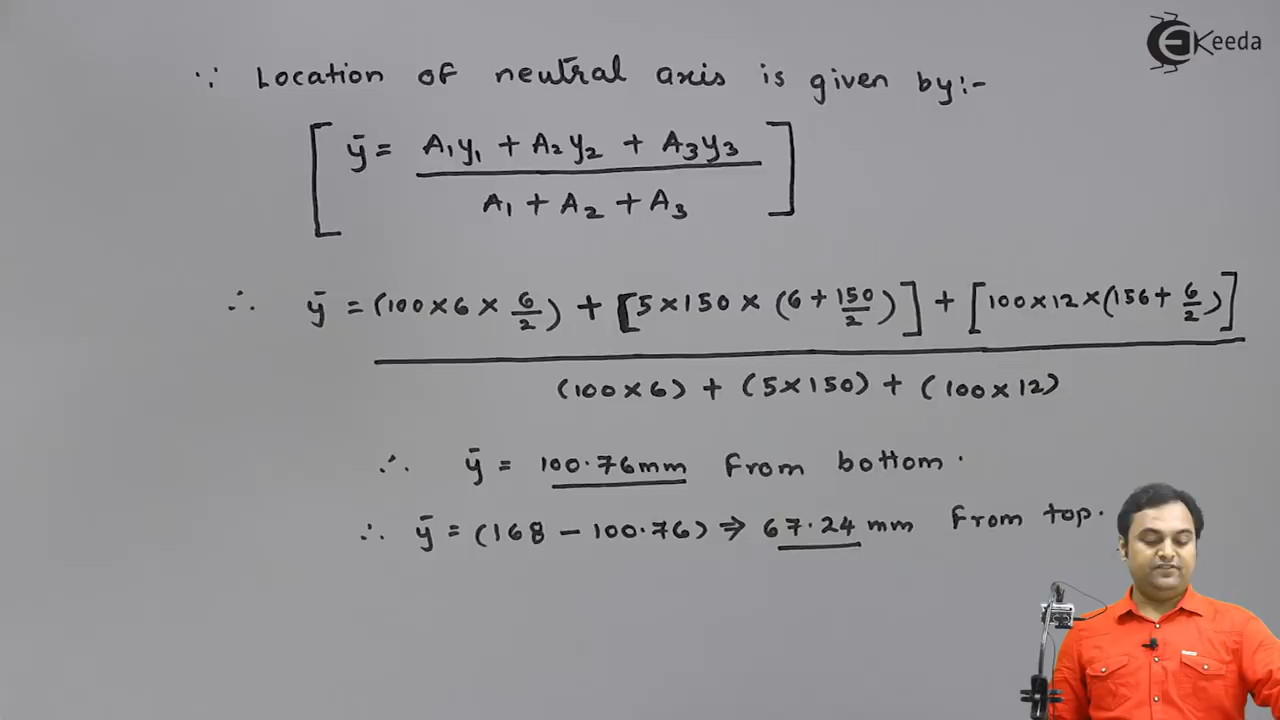 Keeda
∵ Location of neutral axis is given by:-
[ ȳ = (A₁y₁ + A₂y₂ + A₃y₃) / (A₁ + A₂ + A₃) ]
∴ ȳ = (100×6×6/2) + [5×150×(6+150/2)] + [100×12×(156+6/2)]
(100×6) + (5×150) + (100×12)
∴ ȳ = 100.76mm From bottom.
∴ ȳ = (168 − 100.76) ⇒ 67.24 mm From top.